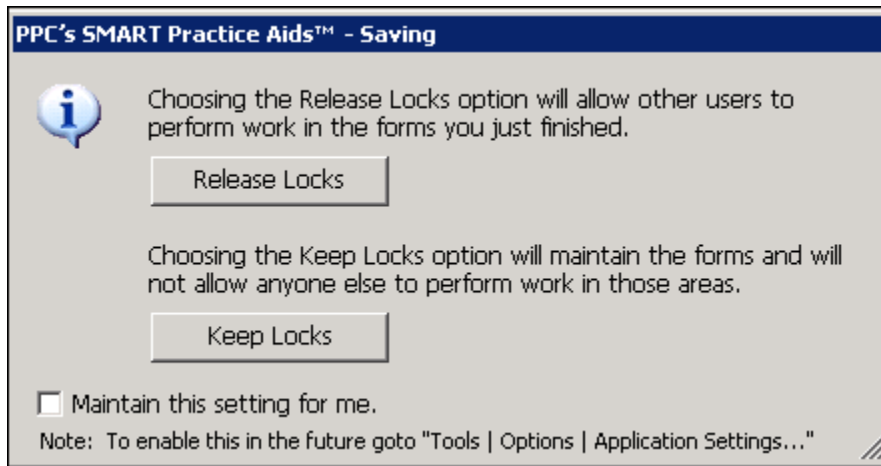 PPC's SMART Practice Aids™ - Saving
Choosing the Release Locks option will allow other users to
perform work in the forms you just finished.
Release Locks
Choosing the Keep Locks option will maintain the forms and will
not allow anyone else to perform work in those areas.
Keep Locks
Maintain this setting for me.
Note: To enable this in the future goto "Tools | Options | Application Settings..."